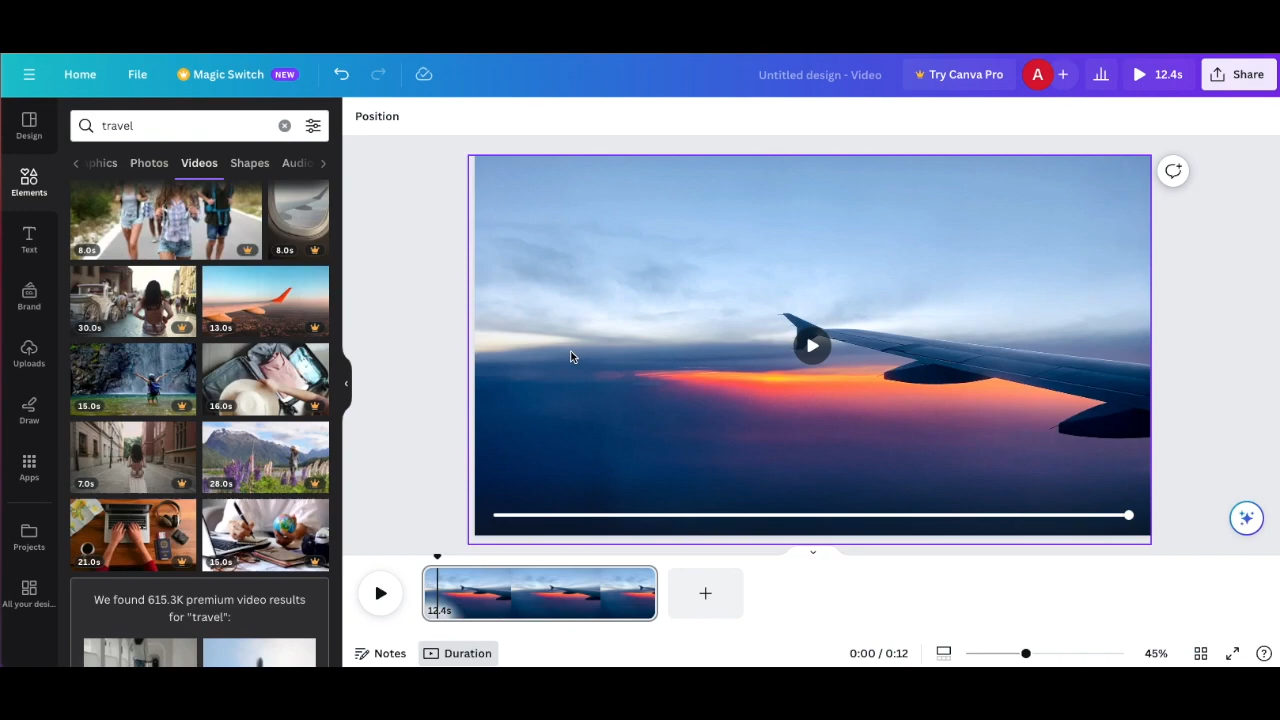 Home
File
Magic Switch
NEW
Untitled design - Video
Try Canva Pro
A
12.4s
Share
Design
Elements
Text
Brand
Uploads
Draw
Apps
Projects
All your desi...
travel
phics
Photos
Videos
Shapes
Audio
8.0s
8.0s
30.0s
13.0s
15.0s
16.0s
7.0s
28.0s
21.0s
15.0s
We found 615.3K premium video results
for "travel":
Position
12.4s
Notes
Duration
0:00 / 0:12
45%